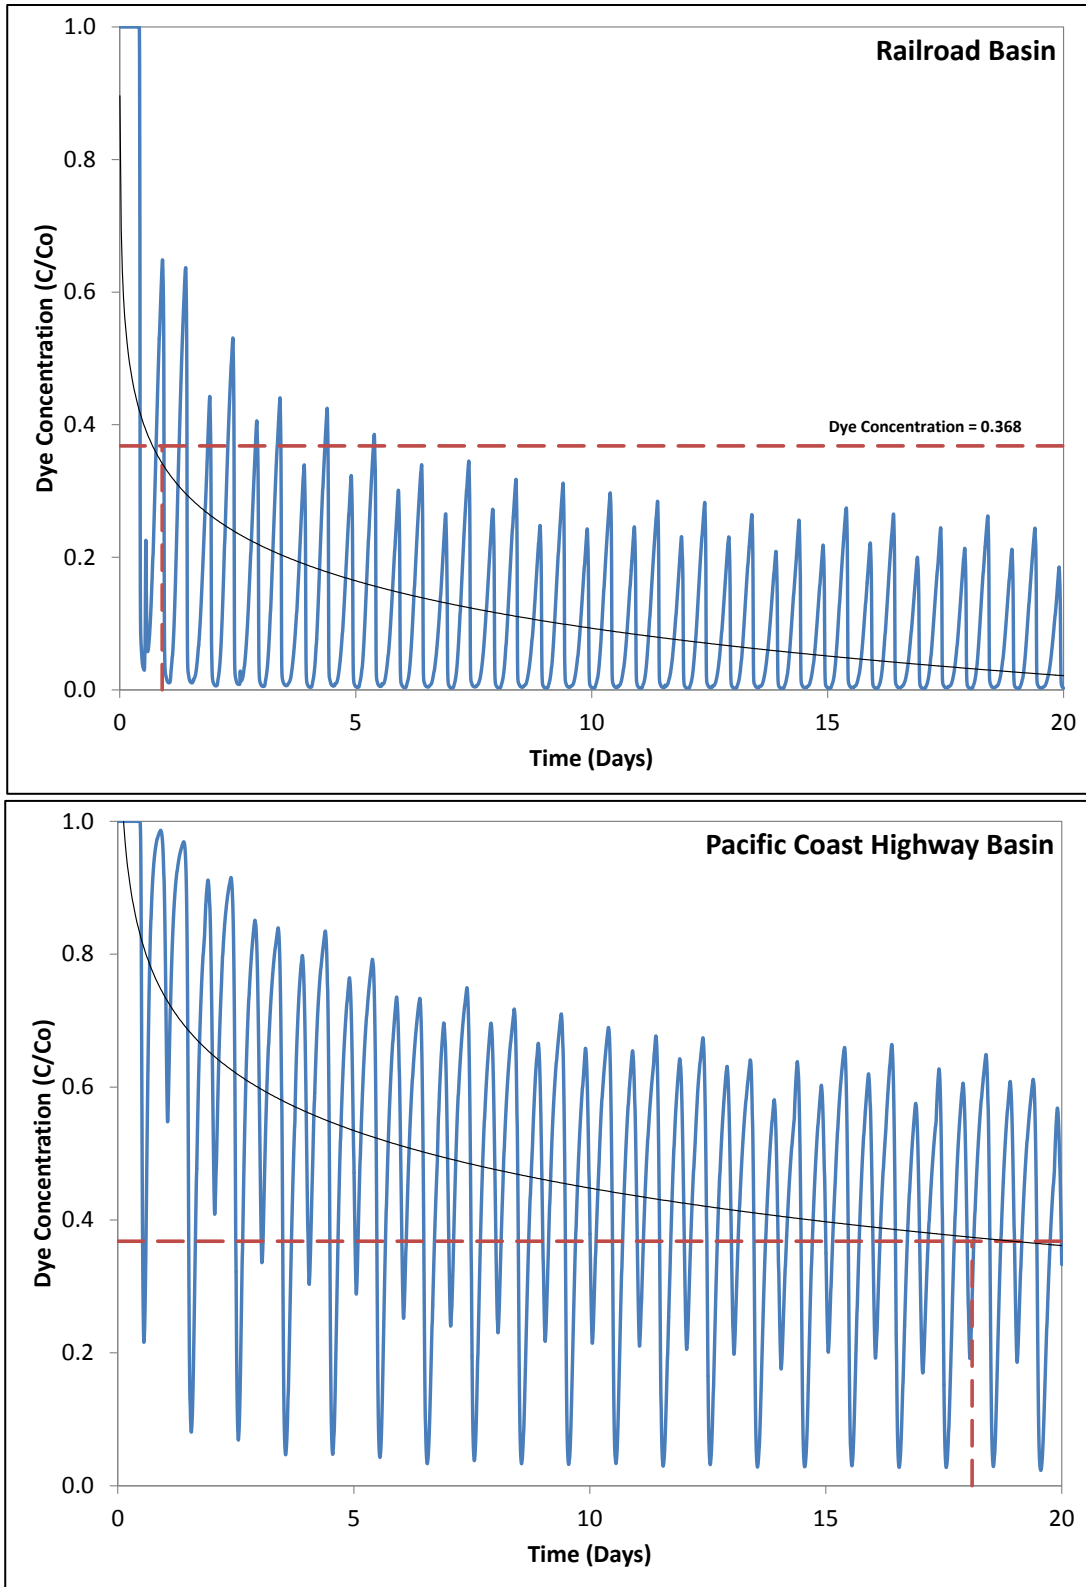 Railroad Basin
1.0
0.8
0.6
0.4
0.2
0.0
Dye Concentration (C/Co)
Dye Concentration = 0.368
0 5 10 15 20
Time (Days)
Pacific Coast Highway Basin
1.0
0.8
0.6
0.4
0.2
0.0
Dye Concentration (C/Co)
0 5 10 15 20
Time (Days)